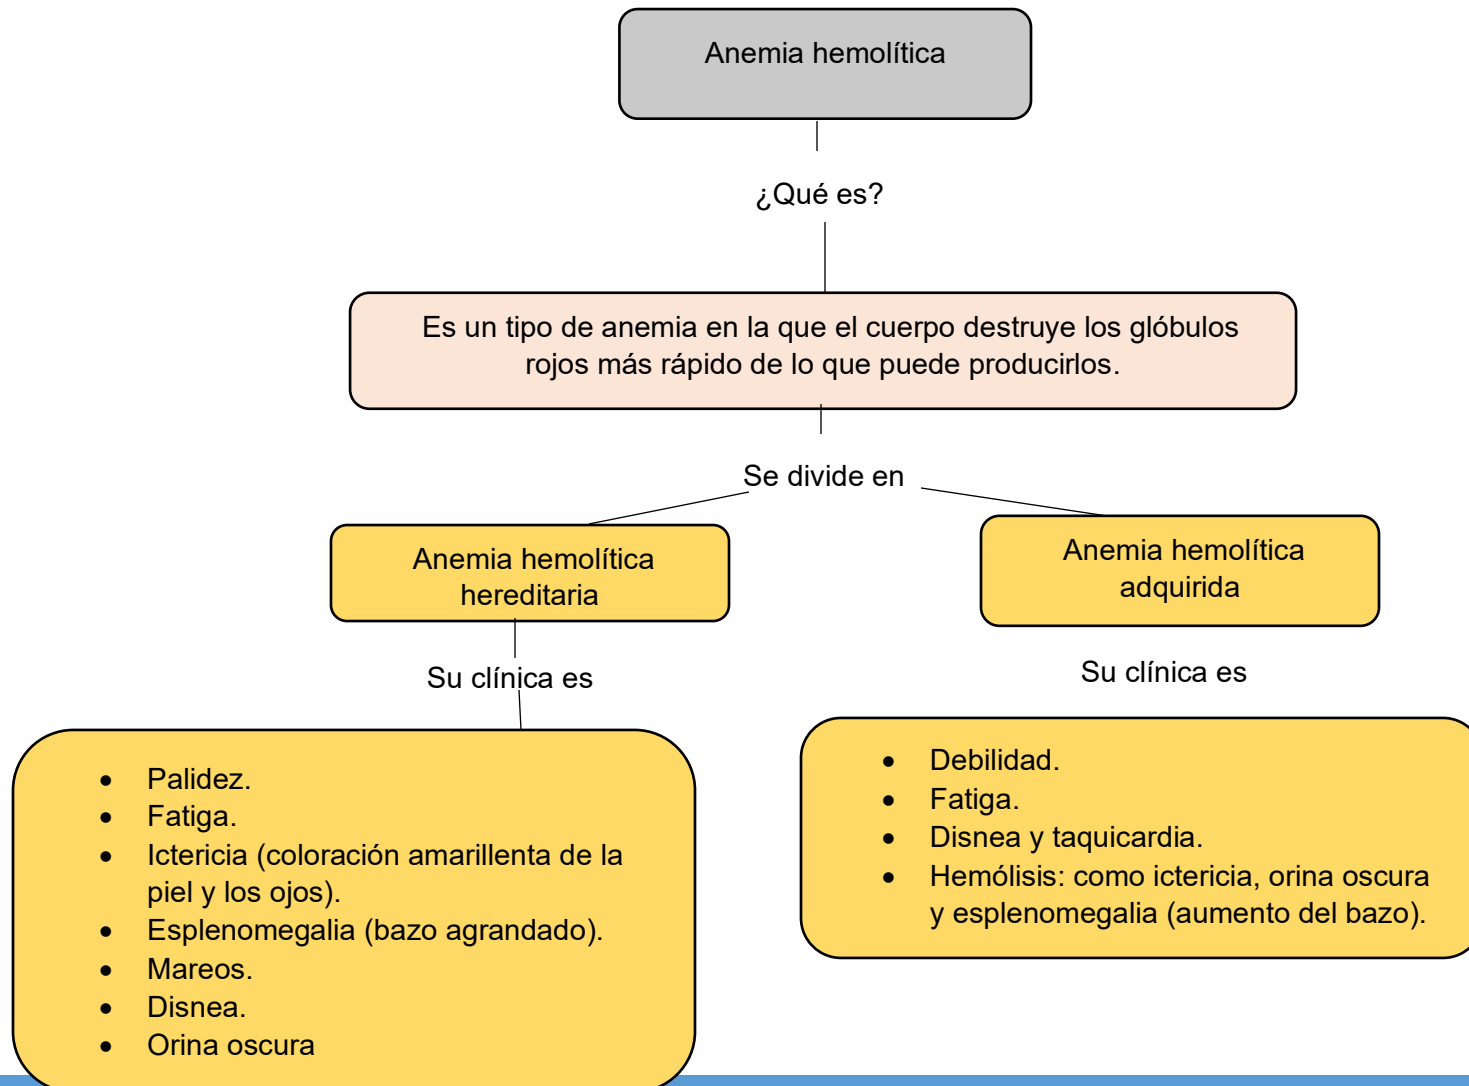 Anemia hemolítica
¿Qué es?
Es un tipo de anemia en la que el cuerpo destruye los glóbulos
rojos más rápido de lo que puede producirlos.
Se divide en
Anemia hemolítica
hereditaria
Su clínica es
• Palidez.
• Fatiga.
• Ictericia (coloración amarillenta de la
piel y los ojos).
• Esplenomegalia (bazo agrandado).
• Mareos.
• Disnea.
• Orina oscura
Anemia hemolítica
adquirida
Su clínica es
• Debilidad.
• Fatiga.
• Disnea y taquicardia.
• Hemólisis: como ictericia, orina oscura
y esplenomegalia (aumento del bazo).